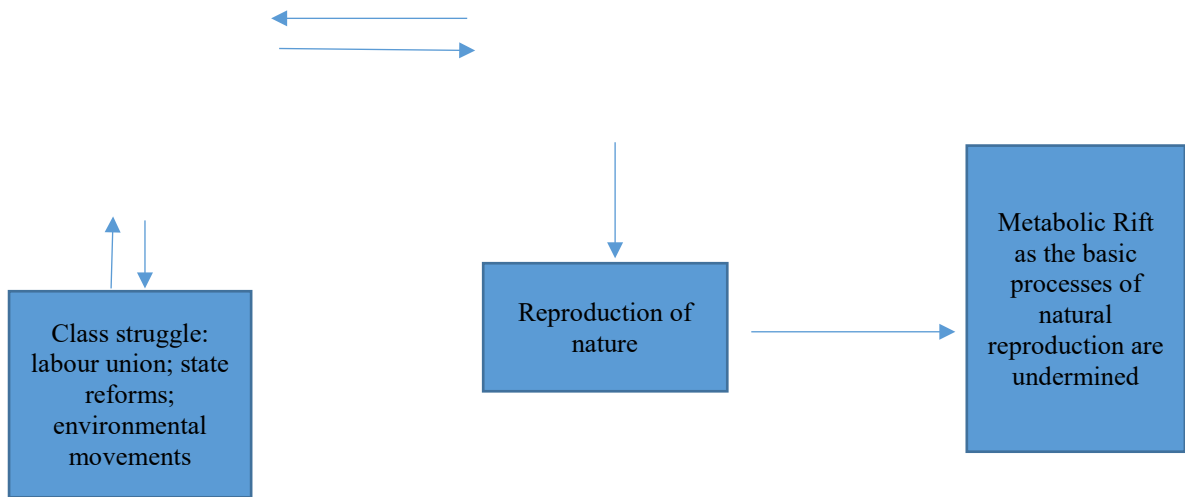 Class struggle:
labour union; state
reforms;
environmental
movements
Reproduction of
nature
Metabolic Rift
as the basic
processes of
natural
reproduction are
undermined